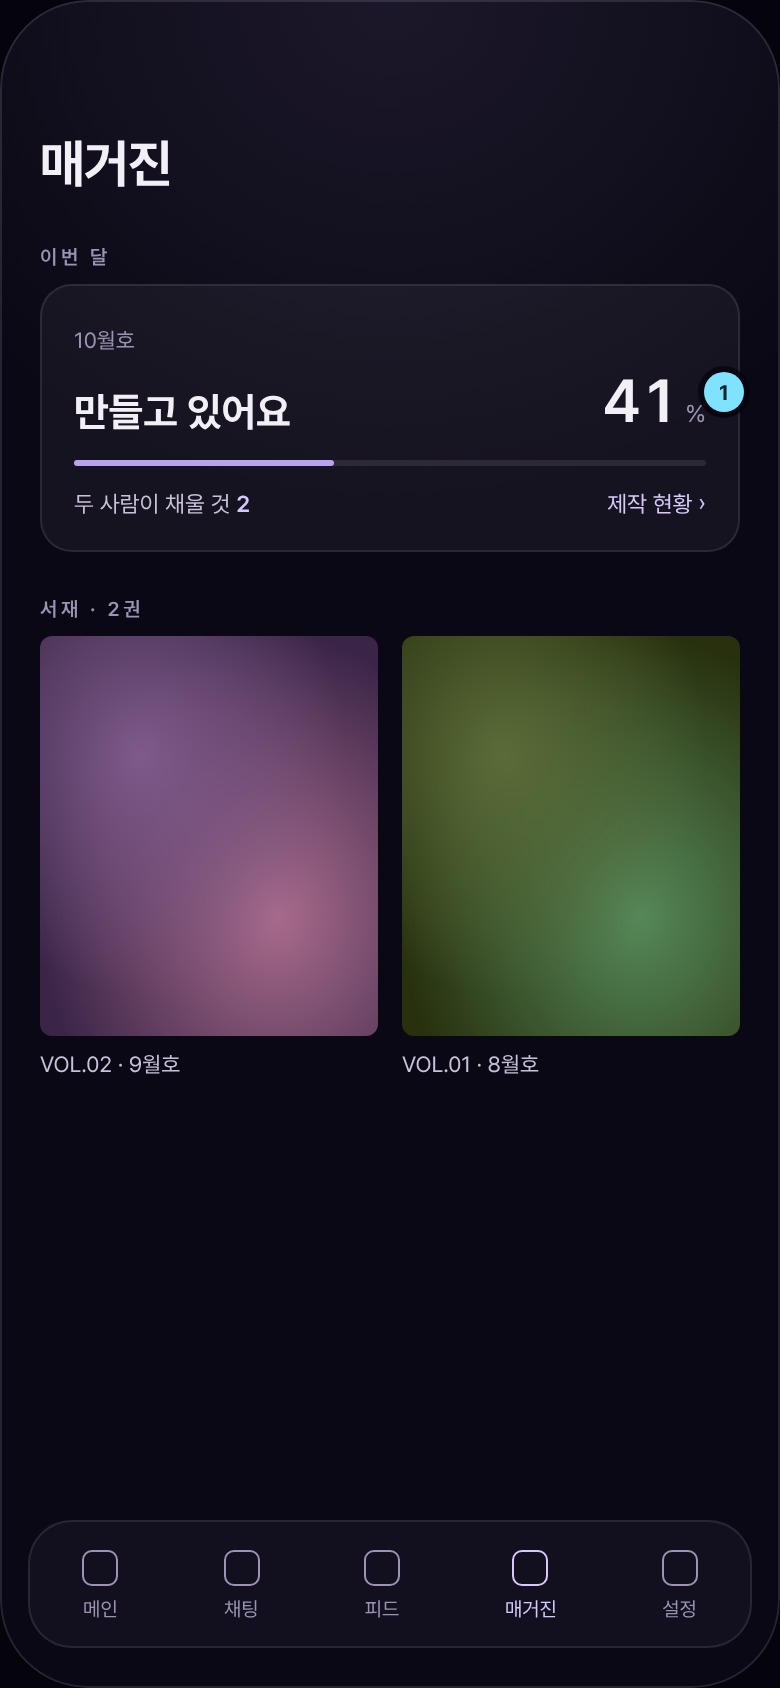 매거진
이번 달
10월호
만들고 있어요
41 %
1
두 사람이 채울 것 2
제작 현황 ›
서재 · 2권
VOL.02 · 9월호
VOL.01 · 8월호
메인
채팅
피드
매거진
설정